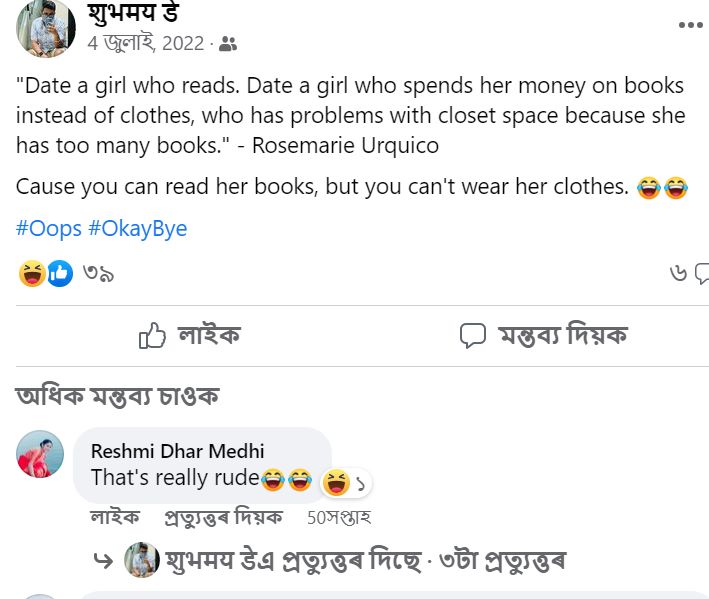 शुभमय डे
4 জুলাই, 2022 ·
"Date a girl who reads. Date a girl who spends her money on books
instead of clothes, who has problems with closet space because she
has too many books." - Rosemarie Urquico
Cause you can read her books, but you can't wear her clothes. 😂😂
#Oops #OkayBye
৩৯
৬
লাইক
মন্তব্য দিয়ক
অধিক মন্তব্য চাওক
Reshmi Dhar Medhi
That's really rude😂😂
১
লাইক প্ৰত্যুত্তৰ দিয়ক 50সপ্তাহ
शुभमय डेএ প্ৰত্যুত্তৰ দিছে · ৩টা প্ৰত্যুত্তৰ